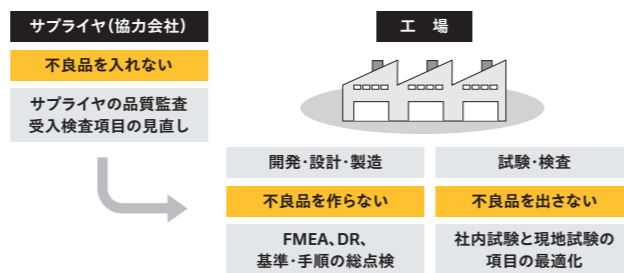 サプライヤ(協力会社)
不良品を入れない
サプライヤの品質監査
受入検査項目の見直し
工 場
開発・設計・製造
不良品を作らない
FMEA、DR、
基準・手順の総点検
試験・検査
不良品を出さない
社内試験と現地試験の
項目の最適化